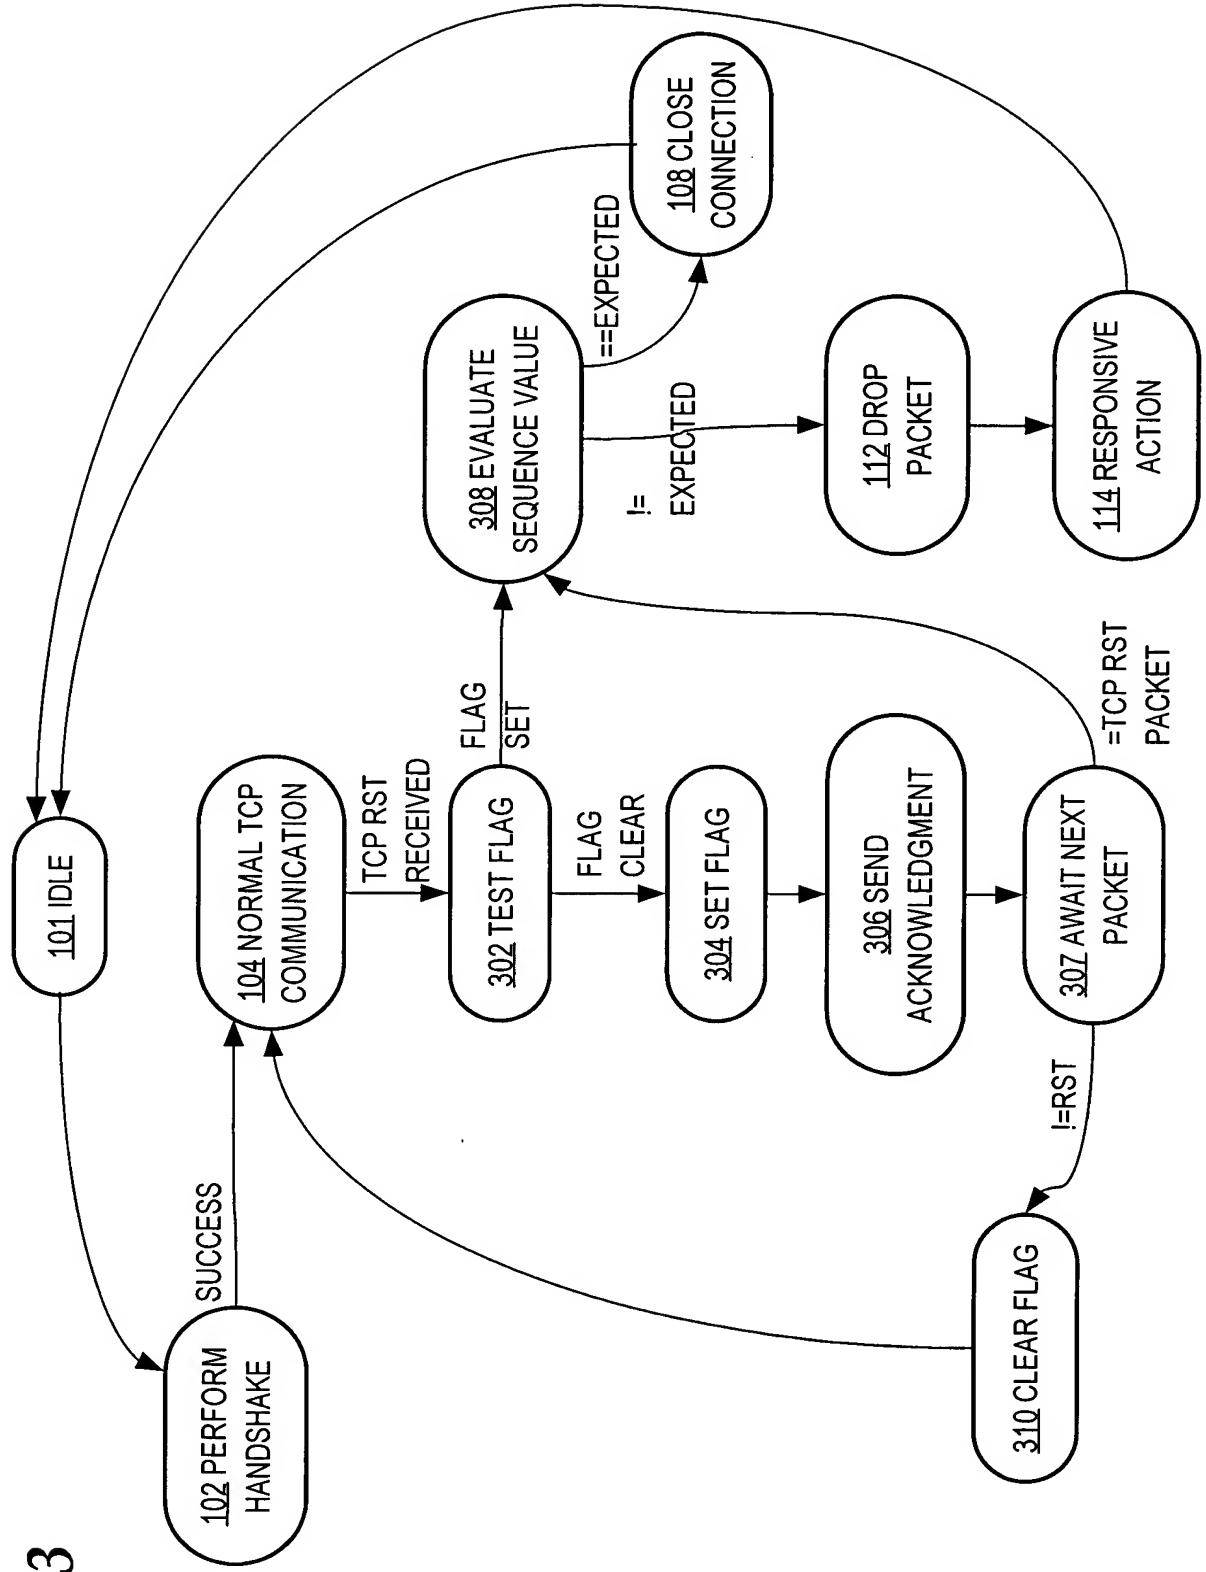 101 IDLE
102 PERFORM
HANDSHAKE
SUCCESS
104 NORMAL TCP
COMMUNICATION
TCP RST
RECEIVED
302 TEST FLAG
FLAG
SET
FLAG
CLEAR
304 SET FLAG
306 SEND
ACKNOWLEDGMENT
307 AWAIT NEXT
PACKET
!=RST
310 CLEAR FLAG
=TCP RST
PACKET
308 EVALUATE
SEQUENCE VALUE
==EXPECTED
!=
EXPECTED
108 CLOSE
CONNECTION
112 DROP
PACKET
114 RESPONSIVE
ACTION
3